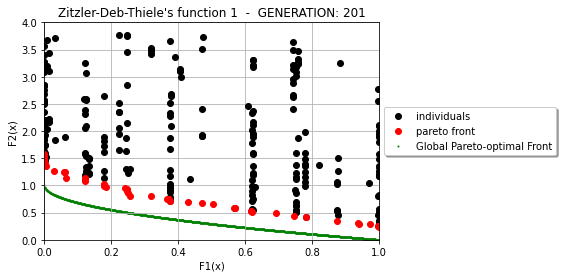 Zitzler-Deb-Thiele's function 1 - GENERATION: 201
4.0
3.5
3.0
2.5
2.0
1.5
1.0
0.5
0.0
F2(x)
0.0 0.2 0.4 0.6 0.8 1.0
F1(x)
individuals
pareto front
Global Pareto-optimal Front